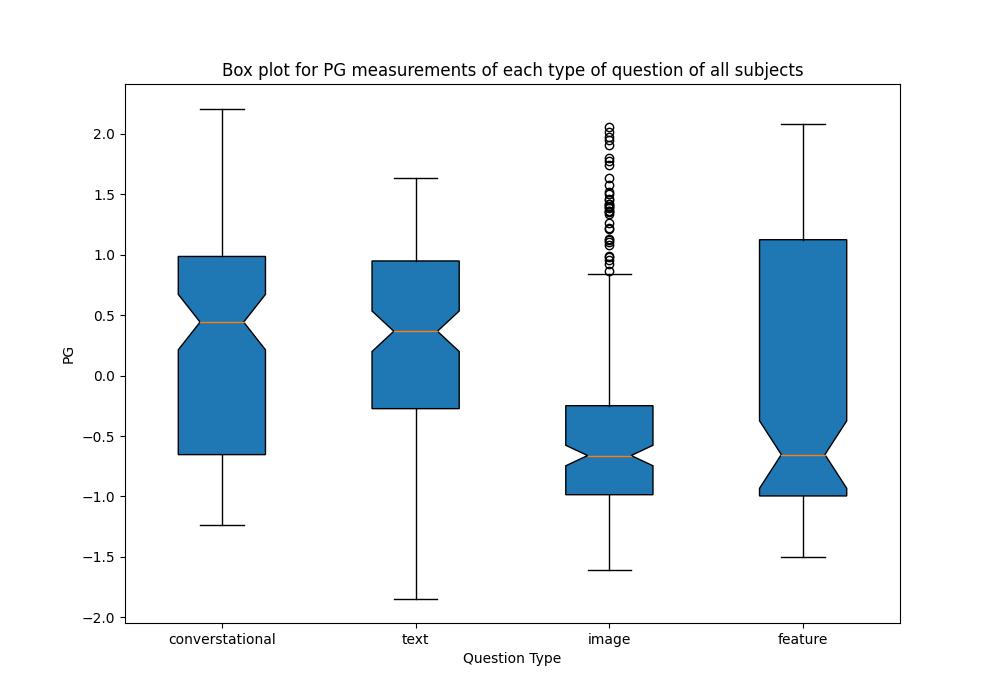 Box plot for PG measurements of each type of question of all subjects
2.0
1.5
1.0
0.5
0.0
−0.5
−1.0
−1.5
−2.0
PG
converstational text image feature
Question Type